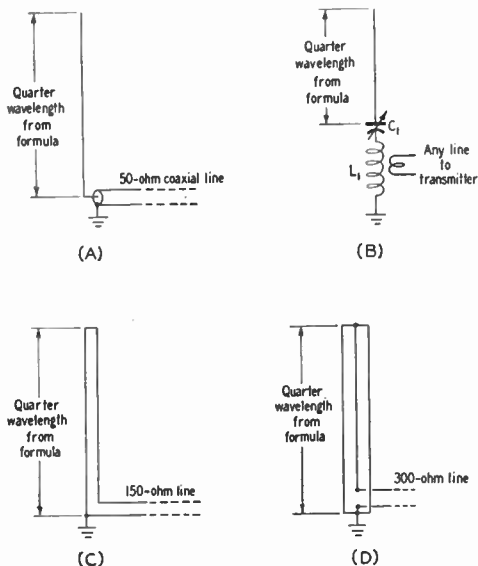 Quarter
wavelength
from
formula
50-ohm coaxial line
(A)
Quarter
wavelength
from
formula
C₁
L₁
Any line
to
transmitter
(B)
Quarter
wavelength
from
formula
150-ohm line
(C)
Quarter
wavelength
from
formula
300-ohm line
(D)